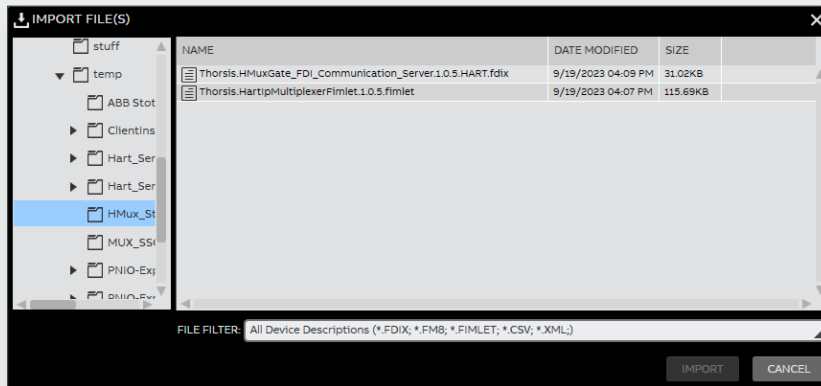 IMPORT FILE(S)
stuff
temp
ABB Stot
ClientIns
Hart_Ser
Hart_Ser
HMux_St
MUX_SS
PNIO-Exp
PNIO-Exp
NAME DATE MODIFIED SIZE
Thorsis.HMuxGate_FDI_Communication_Server.1.0.5.HART.fdix 9/19/2023 04:09 PM 31.02KB
Thorsis.HartIpMultiplexerFimlet.1.0.5.fimlet 9/19/2023 04:07 PM 115.69KB
FILE FILTER: All Device Descriptions (*.FDIX; *.FM8; *.FIMLET; *.CSV; *.XML;)
IMPORT CANCEL